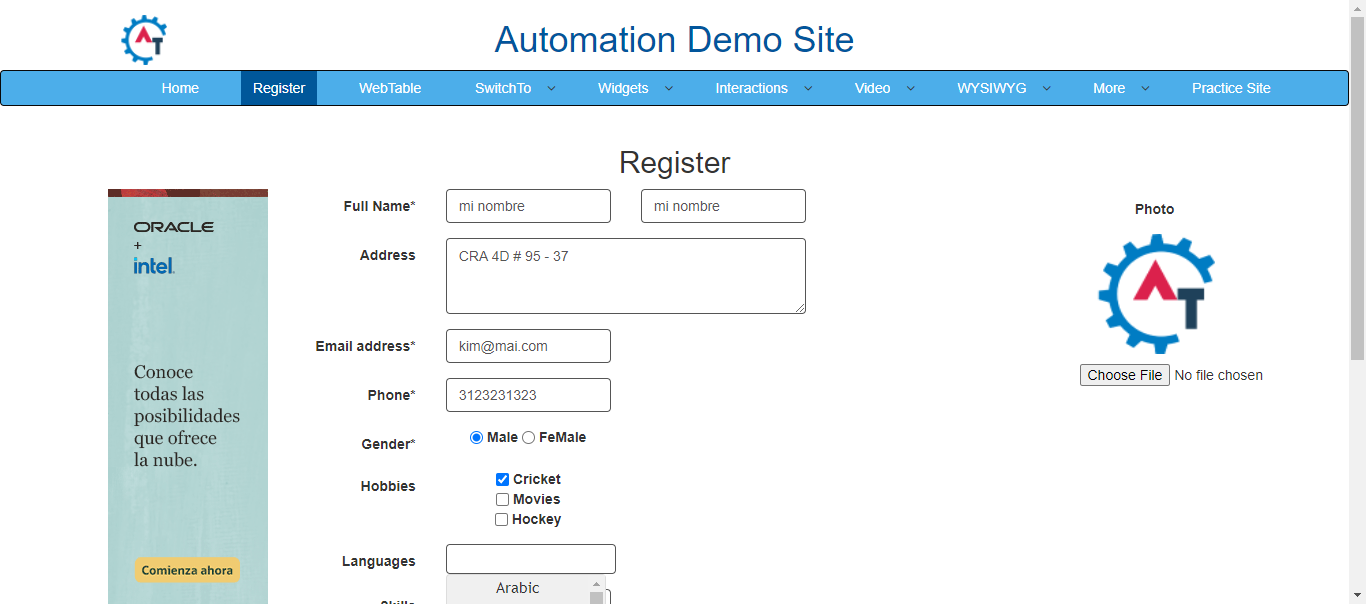 AT
Automation Demo Site
Home Register WebTable SwitchTo Widgets Interactions Video WYSIWYG More Practice Site
Register
ORACLE
+
intel.
Conoce
todas las
posibilidades
que ofrece
la nube.
Comienza ahora
Full Name* mi nombre mi nombre
Address CRA 4D # 95 - 37
Email address* kim@mai.com
Phone* 3123231323
Gender* Male FeMale
Hobbies Cricket
Movies
Hockey
Languages
Arabic
Skills
Photo
AT
Choose File No file chosen